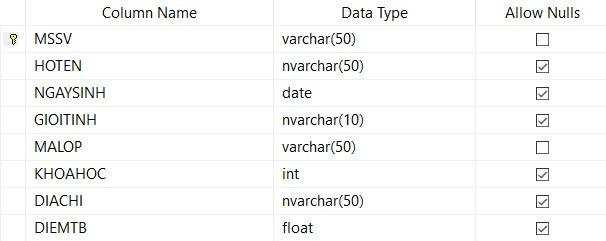 Column Name Data Type Allow Nulls
MSSV varchar(50)
HOTEN nvarchar(50)
NGAYSINH date
GIOITINH nvarchar(10)
MALOP varchar(50)
KHOAHOC int
DIACHI nvarchar(50)
DIEMTB float